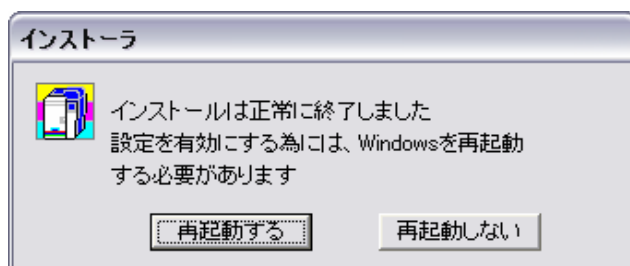 インストーラ
インストールは正常に終了しました
設定を有効にする為には、Windowsを再起動
する必要があります
再起動する
再起動しない